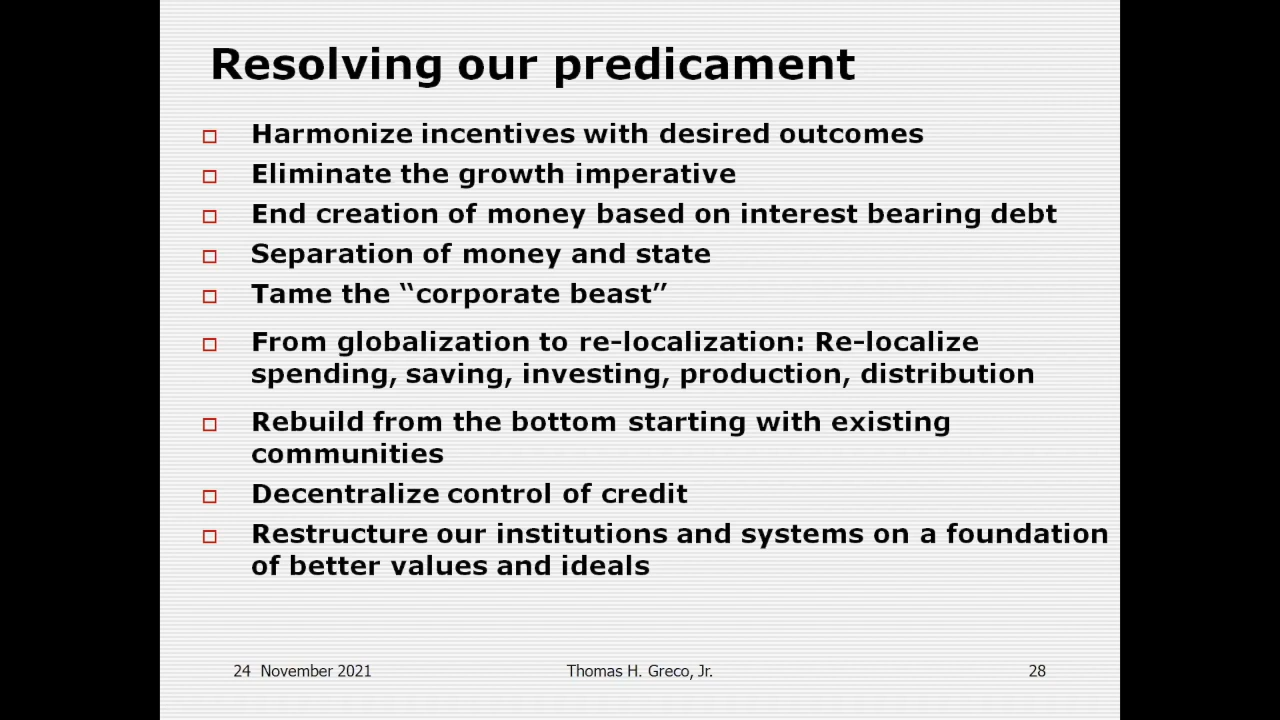 Resolving our predicament
Harmonize incentives with desired outcomes
Eliminate the growth imperative
End creation of money based on interest bearing debt
Separation of money and state
Tame the “corporate beast”
From globalization to re-localization: Re-localize
spending, saving, investing, production, distribution
Rebuild from the bottom starting with existing
communities
Decentralize control of credit
Restructure our institutions and systems on a foundation
of better values and ideals
24 November 2021 Thomas H. Greco, Jr. 28